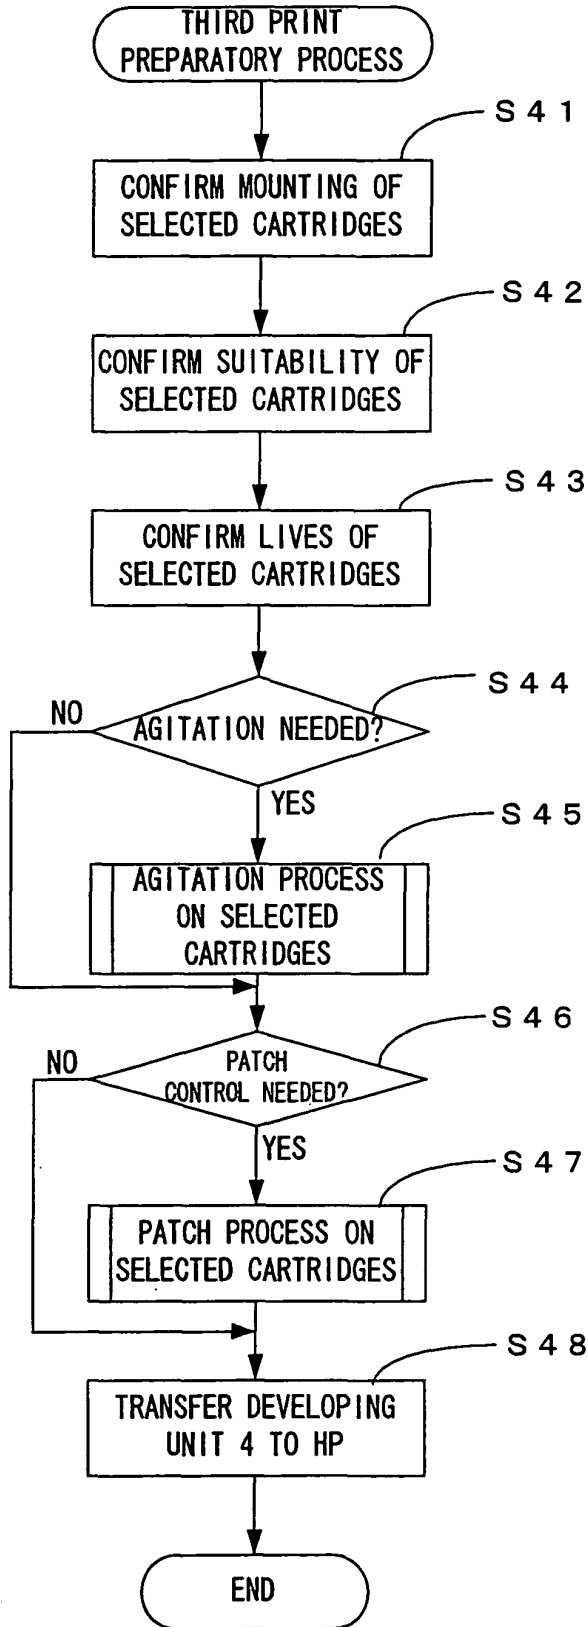 THIRD PRINT
PREPARATORY PROCESS
S41
CONFIRM MOUNTING OF
SELECTED CARTRIDGES
S42
CONFIRM SUITABILITY OF
SELECTED CARTRIDGES
S43
CONFIRM LIVES OF
SELECTED CARTRIDGES
S44
NO
AGITATION NEEDED?
YES
S45
AGITATION PROCESS
ON SELECTED
CARTRIDGES
S46
NO
PATCH
CONTROL NEEDED?
YES
S47
PATCH PROCESS ON
SELECTED CARTRIDGES
S48
TRANSFER DEVELOPING
UNIT 4 TO HP
END